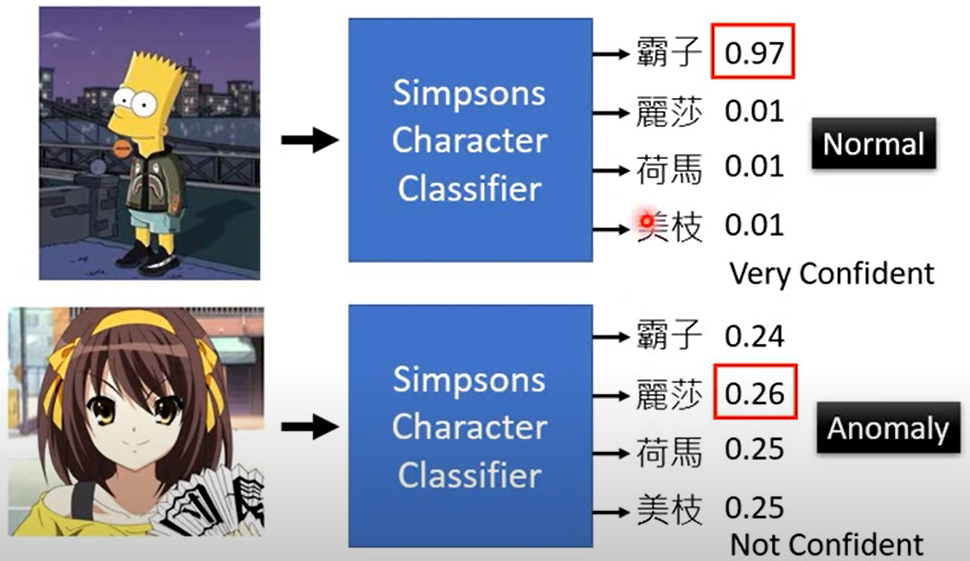 Simpsons
Character
Classifier
霸子 0.97
麗莎 0.01
荷馬 0.01
美枝 0.01
Normal
Very Confident
Simpsons
Character
Classifier
霸子 0.24
麗莎 0.26
荷馬 0.25
美枝 0.25
Anomaly
Not Confident